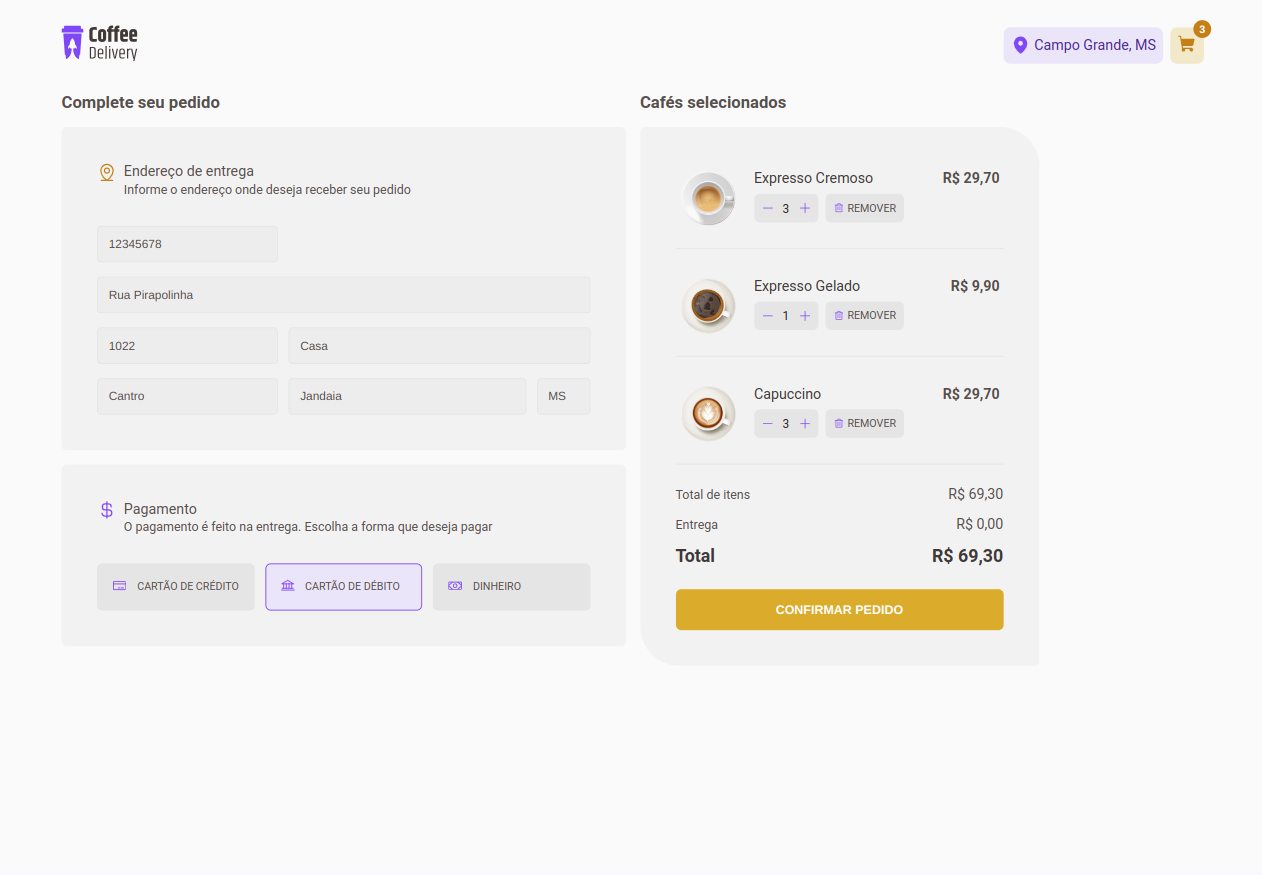 Coffee
Delivery
Campo Grande, MS
3
Complete seu pedido
Endereço de entrega
Informe o endereço onde deseja receber seu pedido
12345678
Rua Pirapolinha
1022
Casa
Cantro
Jandaia
MS
Pagamento
O pagamento é feito na entrega. Escolha a forma que deseja pagar
CARTÃO DE CRÉDITO
CARTÃO DE DÉBITO
DINHEIRO
Cafés selecionados
Expresso Cremoso
R$ 29,70
3
REMOVER
Expresso Gelado
R$ 9,90
1
REMOVER
Capuccino
R$ 29,70
3
REMOVER
Total de itens
R$ 69,30
Entrega
R$ 0,00
Total
R$ 69,30
CONFIRMAR PEDIDO